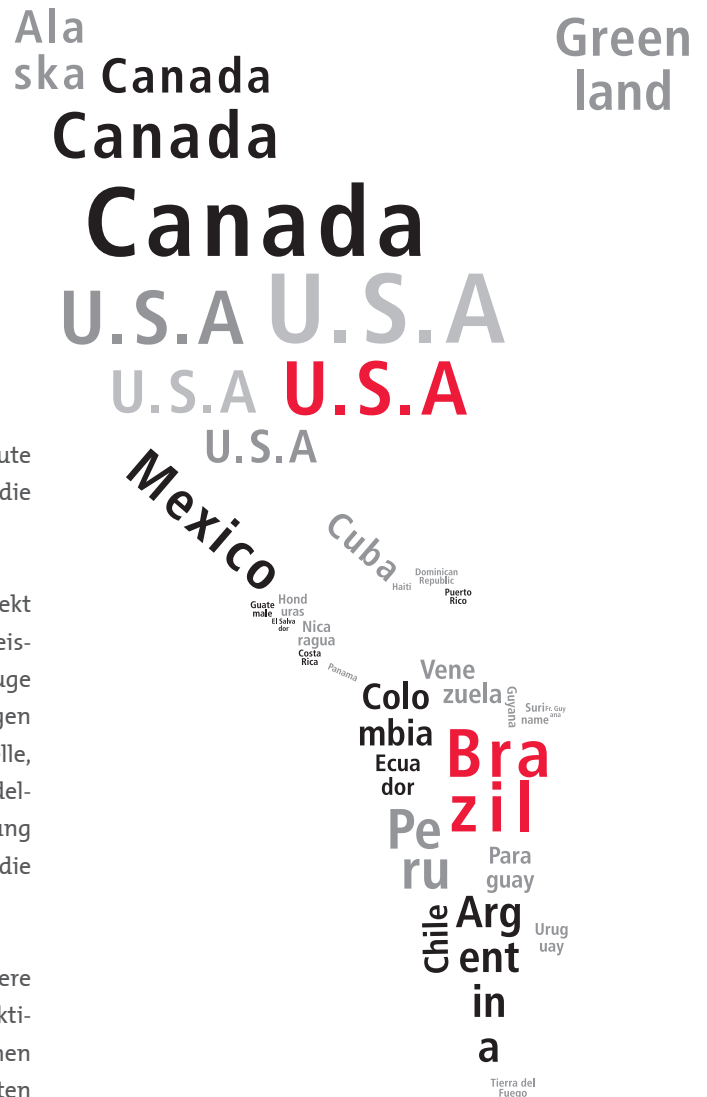 Ala
ska
Green
land
Canada
Canada
Canada
U.S.A U.S.A
U.S.A U.S.A
U.S.A
Mexico
Cuba
Haiti
Dominican
Republic
Puerto
Rico
Guate
male
Hond
uras
El Salva
dor
Nica
ragua
Costa
Rica
Panama
Vene
zuela
Guyana
Suri
name
Fr. Guy
ana
Colo
mbia
Ecua
dor
Bra
zil
Pe
ru
Para
guay
Chile
Arg
ent
in
a
Urug
uay
Tierra del
Fuego
ute
die
ekt
eis-
uge
gen
lle,
del-
ung
die
ere
kti-
nen
ten